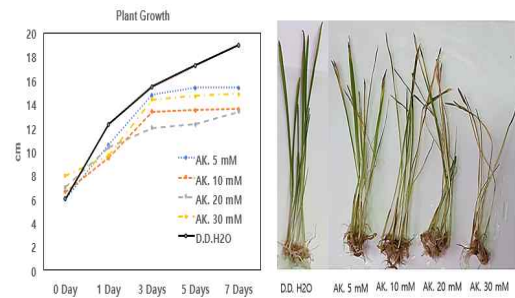 Plant Growth
20
18
16
14
12
10
8
6
4
2
0
cm
AK. 5 mM
AK. 10 mM
AK. 20 mM
AK. 30 mM
D.D.H2O
0 Day 1 Day 3 Days 5 Days 7 Days
D.D. H2O AK. 5 mM AK. 10 mM AK. 20 mM AK. 30 mM